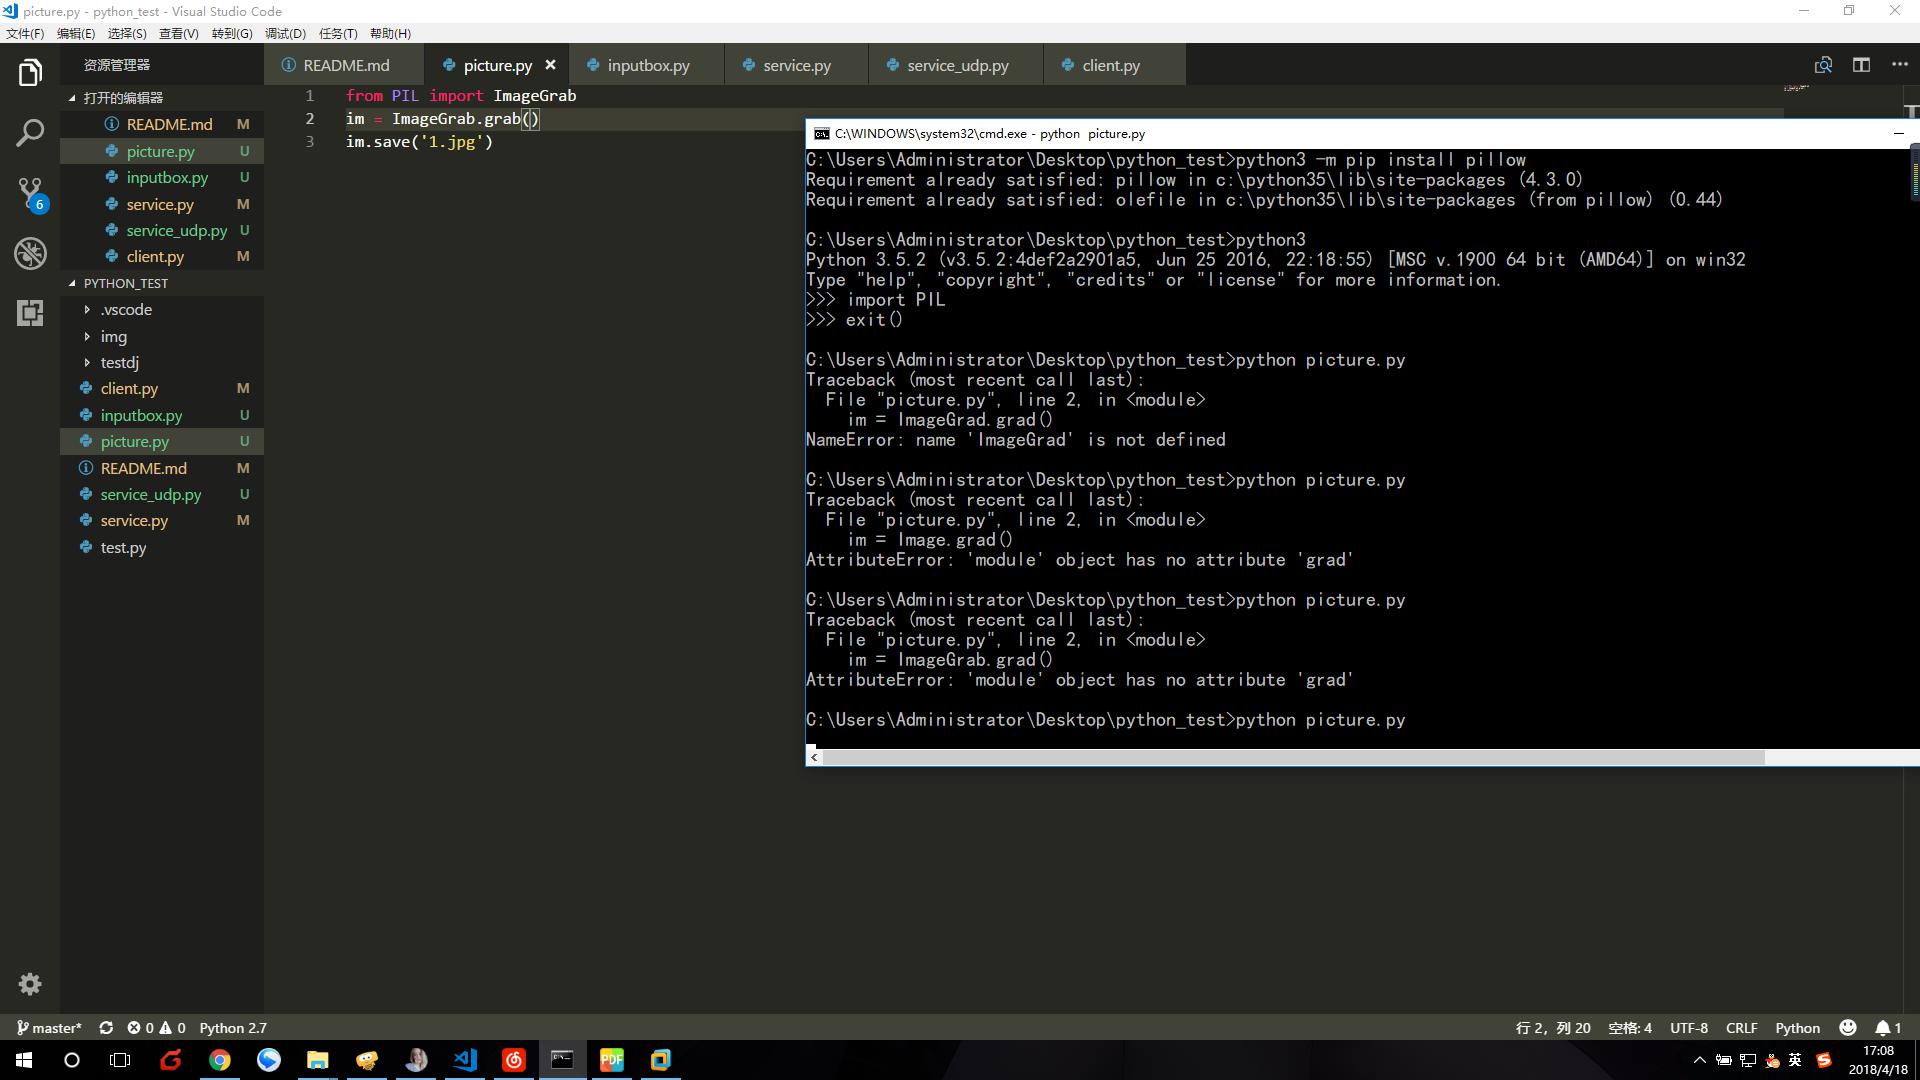 picture.py - python_test - Visual Studio Code
文件(F) 编辑(E) 选择(S) 查看(V) 转到(G) 调试(D) 任务(T) 帮助(H)
资源管理器
README.md picture.py inputbox.py service.py service_udp.py client.py
打开的编辑器
README.md M
picture.py U
inputbox.py U
service.py M
service_udp.py U
client.py M
6
PYTHON_TEST
.vscode
img
testdj
client.py M
inputbox.py U
picture.py U
README.md M
service_udp.py U
service.py M
test.py
1 from PIL import ImageGrab
2 im = ImageGrab.grab()
3 im.save('1.jpg')
C:\WINDOWS\system32\cmd.exe - python  picture.py
C:\Users\Administrator\Desktop\python_test>python3 -m pip install pillow
Requirement already satisfied: pillow in c:\python35\lib\site-packages (4.3.0)
Requirement already satisfied: olefile in c:\python35\lib\site-packages (from pillow) (0.44)
C:\Users\Administrator\Desktop\python_test>python3
Python 3.5.2 (v3.5.2:4def2a2901a5, Jun 25 2016, 22:18:55) [MSC v.1900 64 bit (AMD64)] on win32
Type "help", "copyright", "credits" or "license" for more information.
>>> import PIL
>>> exit()
C:\Users\Administrator\Desktop\python_test>python picture.py
Traceback (most recent call last):
  File "picture.py", line 2, in <module>
    im = ImageGrad.grad()
NameError: name 'ImageGrad' is not defined
C:\Users\Administrator\Desktop\python_test>python picture.py
Traceback (most recent call last):
  File "picture.py", line 2, in <module>
    im = Image.grad()
AttributeError: 'module' object has no attribute 'grad'
C:\Users\Administrator\Desktop\python_test>python picture.py
Traceback (most recent call last):
  File "picture.py", line 2, in <module>
    im = ImageGrab.grad()
AttributeError: 'module' object has no attribute 'grad'
C:\Users\Administrator\Desktop\python_test>python picture.py
master* 0 0 Python 2.7 行 2，列 20 空格: 4 UTF-8 CRLF Python 1
PDF
英
17:08
2018/4/18